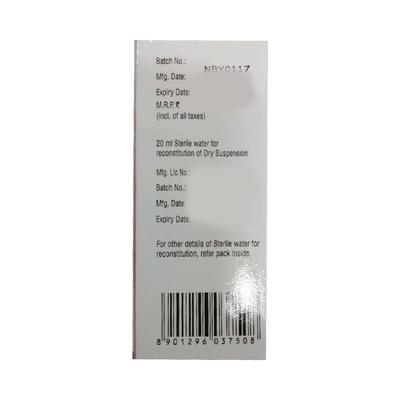 Batch No.: NBY0117
Mfg. Date:
Expiry Date:
M.R.P. ₹
(Incl. of all taxes)
20 ml Sterile water for
reconstitution of Dry Suspension
Mfg. Lic No.:
Batch No.:
Mfg. Date:
Expiry Date:
For other details of Sterile water for
reconstitution, refer pack inside.
8 901296 037508